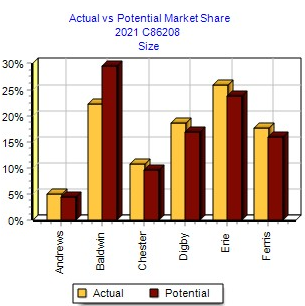 Actual vs Potential Market Share
2021 C86208
Size
30%
25%
20%
15%
10%
5%
0%
Andrews
Baldwin
Chester
Digby
Erie
Ferris
Actual Potential